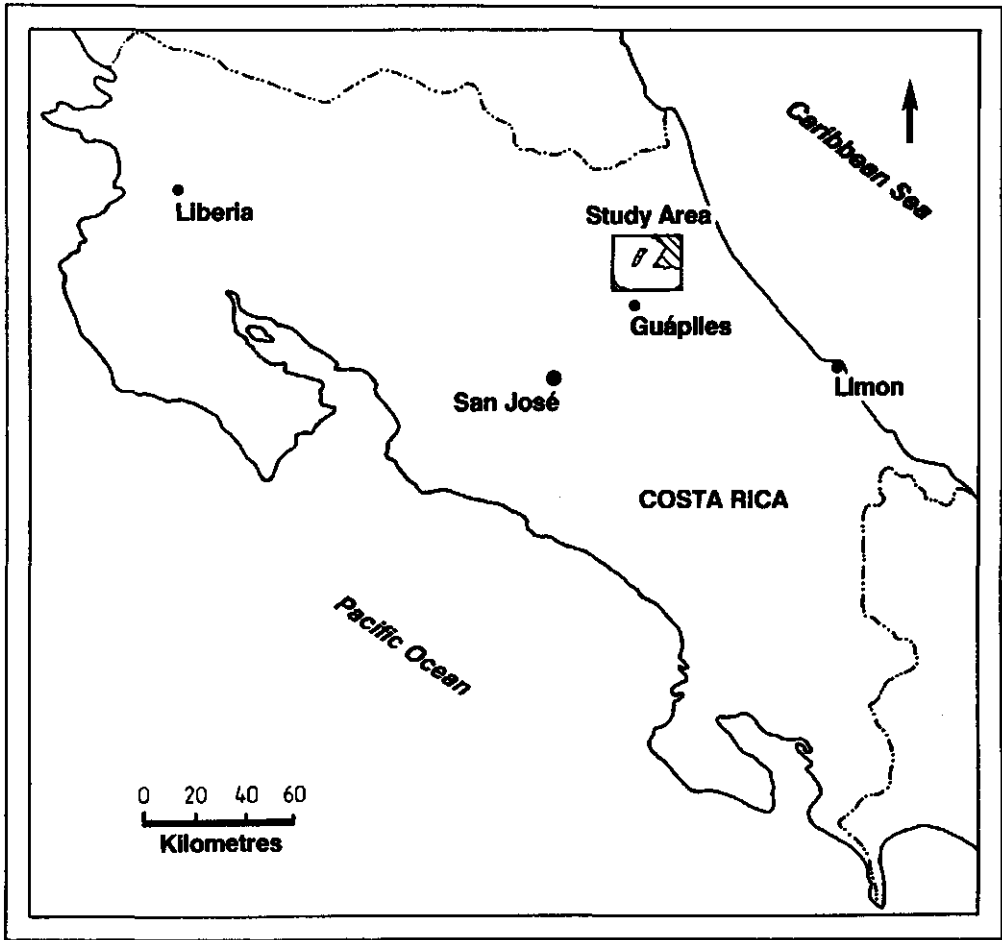 Caribbean Sea
Liberia
Study Area
Guápiles
San José
Limon
COSTA RICA
Pacific Ocean
0 20 40 60
Kilometres